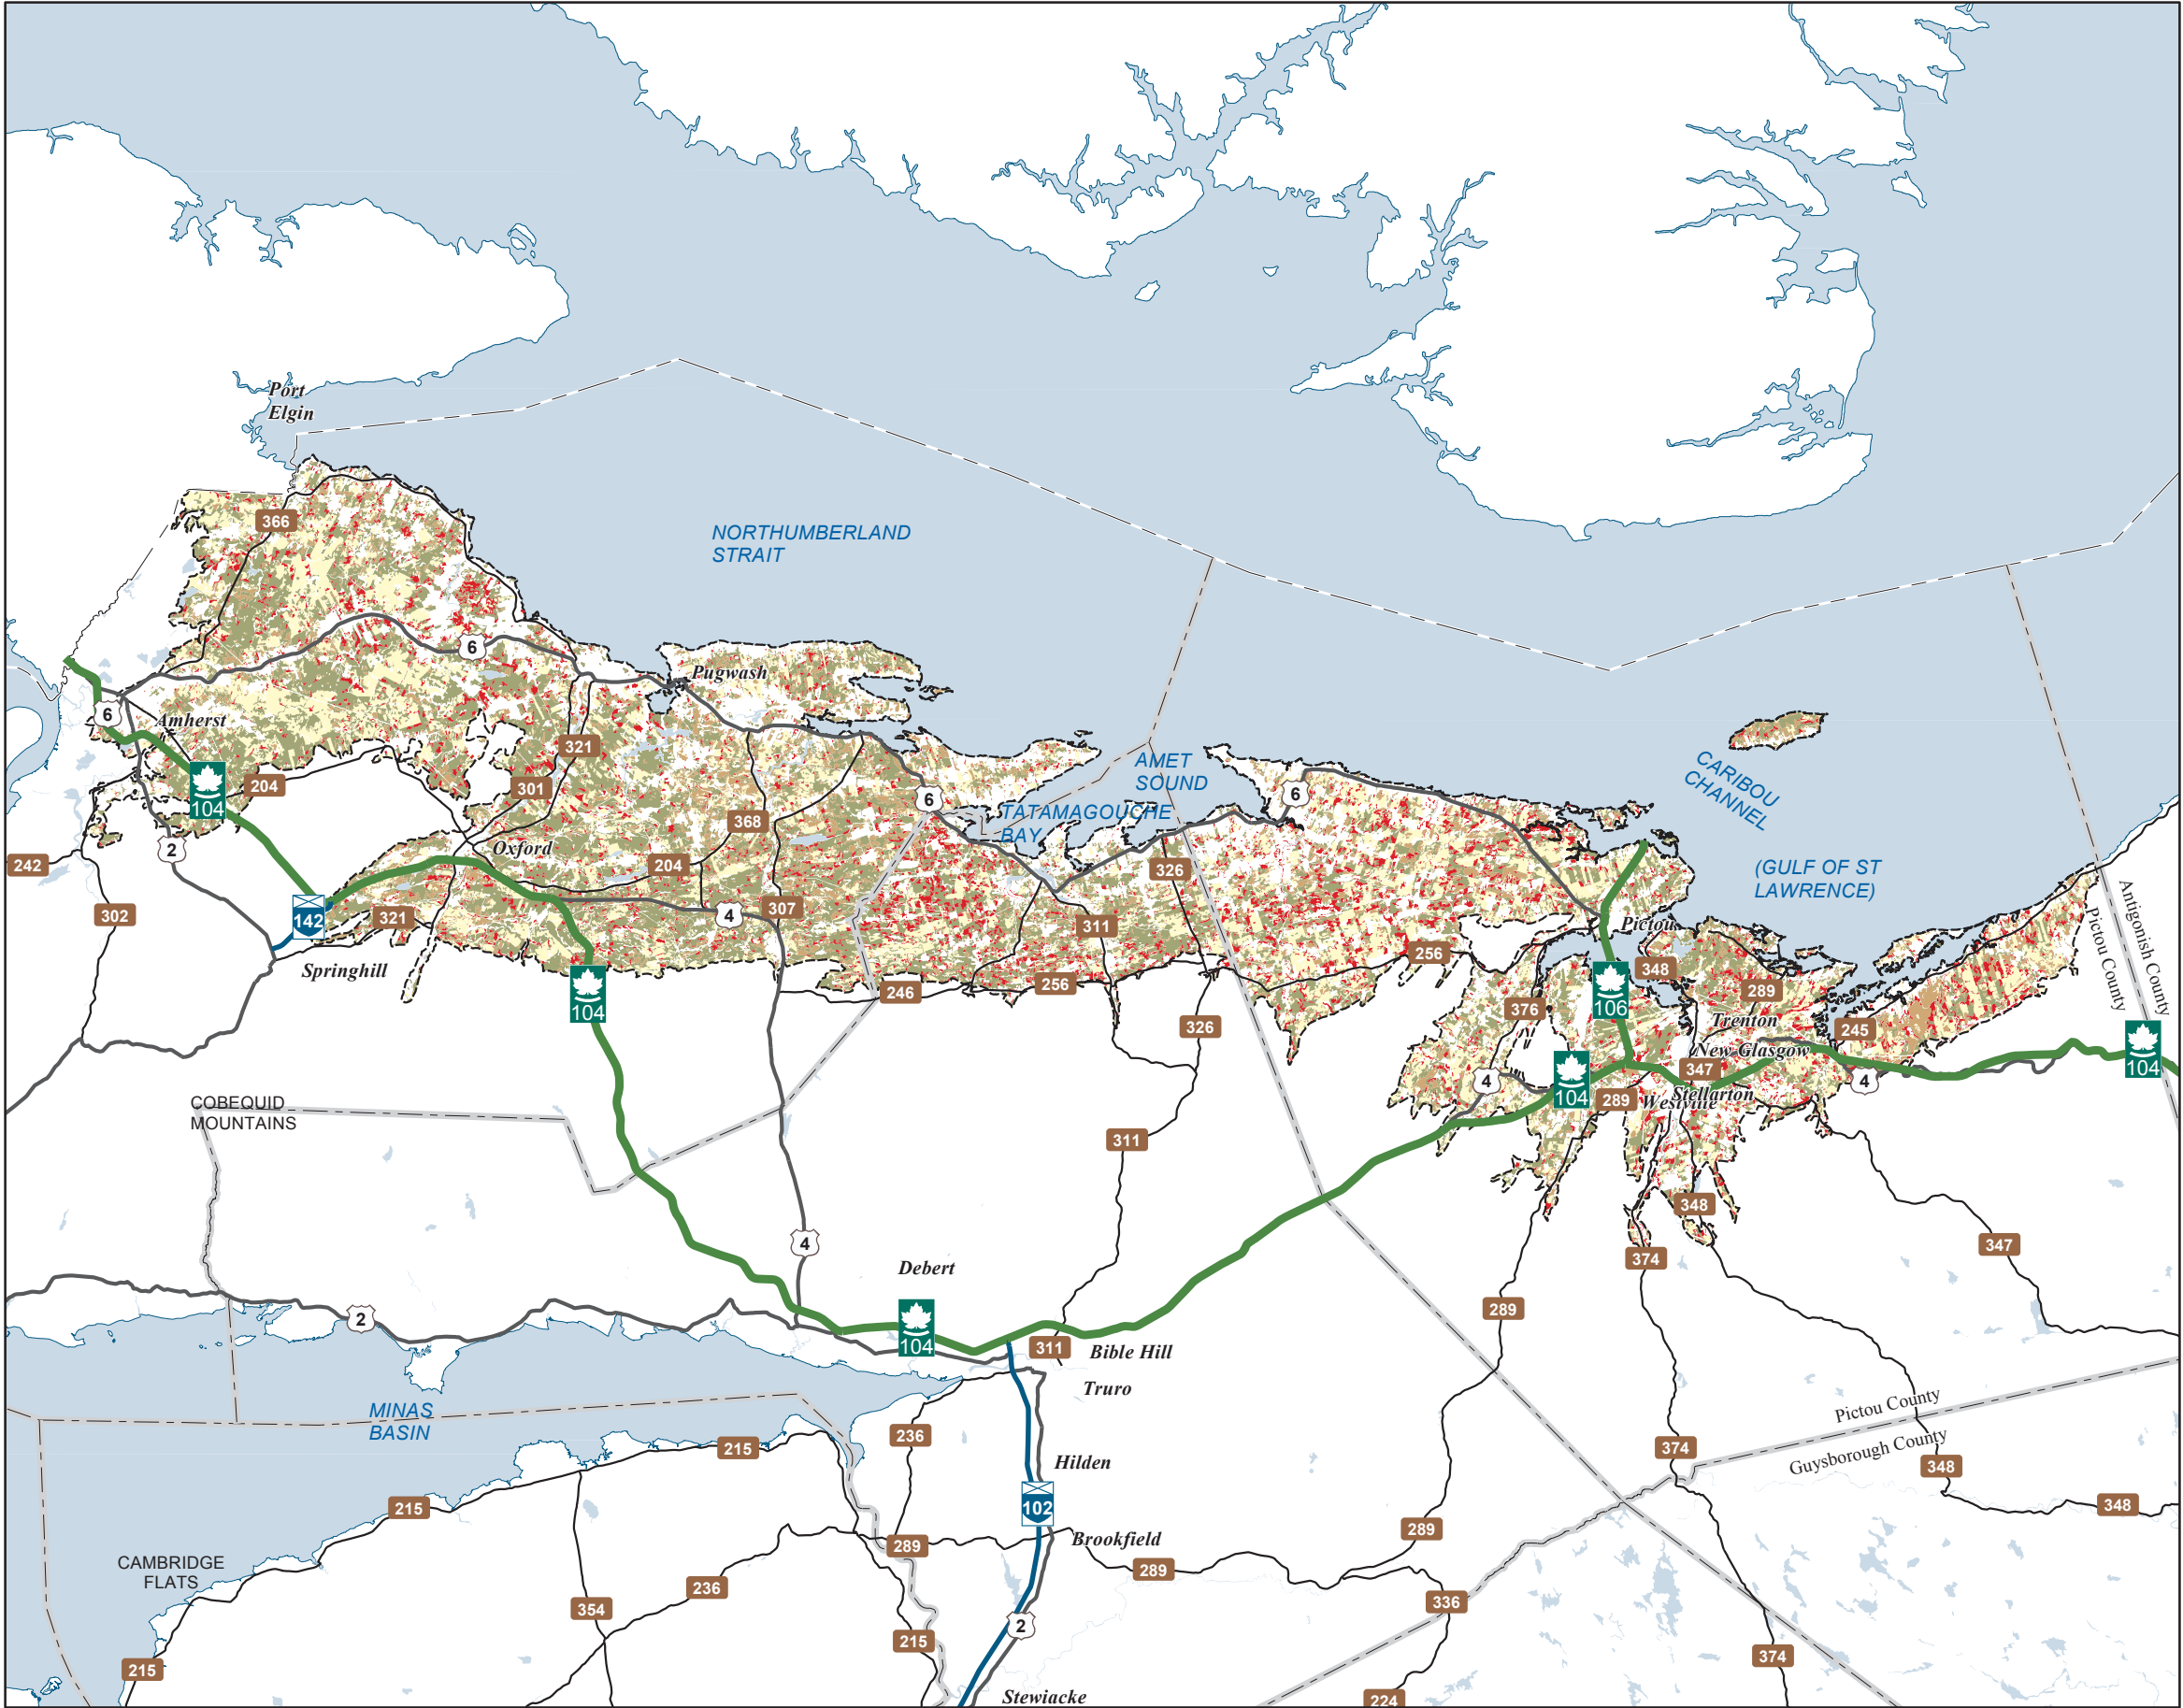 Port
Elgin
366
NORTHUMBERLAND
STRAIT
6
Pugwash
6
Amherst
321
AMET
SOUND
CARIBOU
CHANNEL
104
204
301
6
6
TATAMAGOUCHE
BAY
368
2
Oxford
242
204
326
(GULF OF ST
LAWRENCE)
302
142
321
4
307
311
Pictou
Antigonish County
Pictou County
Springhill
256
348
104
246
256
106
289
376
326
Trenton
245
New Glasgow
104
347
4
104
4
Stellarton
289
Westville
COBEQUID
MOUNTAINS
311
348
4
347
374
Debert
2
104
289
311
Bible Hill
Truro
MINAS
BASIN
Pictou County
236
215
374
Guysborough County
Hilden
348
215
102
348
289
Brookfield
289
CAMBRIDGE
FLATS
289
236
354
336
2
215
215
374
Stewiacke
224